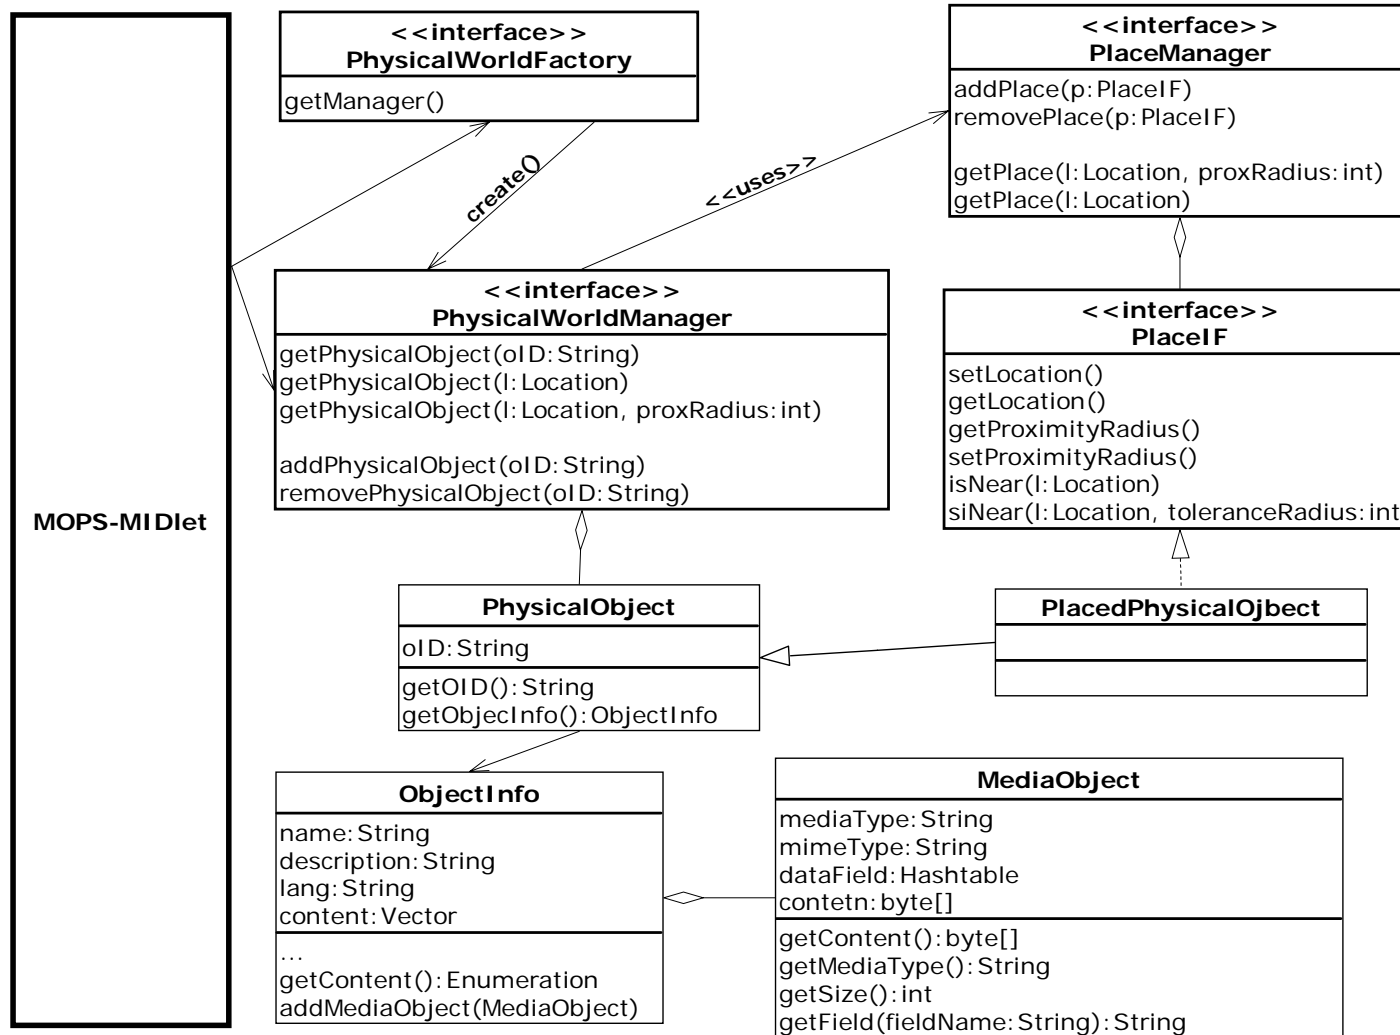 MOPS-MIDlet
<<interface>>
PhysicalWorldFactory
getManager()
create()
<<uses>>
<<interface>>
PlaceManager
addPlace(p:PlaceIF)
removePlace(p:PlaceIF)
getPlace(l:Location, proxRadius:int)
getPlace(l:Location)
<<interface>>
PhysicalWorldManager
getPhysicalObject(oID:String)
getPhysicalObject(l:Location)
getPhysicalObject(l:Location, proxRadius:int)
addPhysicalObject(oID:String)
removePhysicalObject(oID:String)
<<interface>>
PlaceIF
setLocation()
getLocation()
getProximityRadius()
setProximityRadius()
isNear(l:Location)
siNear(l:Location, toleranceRadius:int
PhysicalObject
oID:String
getOID():String
getObjecInfo():ObjectInfo
PlacedPhysicalOjbect
ObjectInfo
name:String
description:String
lang:String
content:Vector
...
getContent():Enumeration
addMediaObject(MediaObject)
MediaObject
mediaType:String
mimeType:String
dataField:Hashtable
contetn:byte[]
getContent():byte[]
getMediaType():String
getSize():int
getField(fieldName:String):String